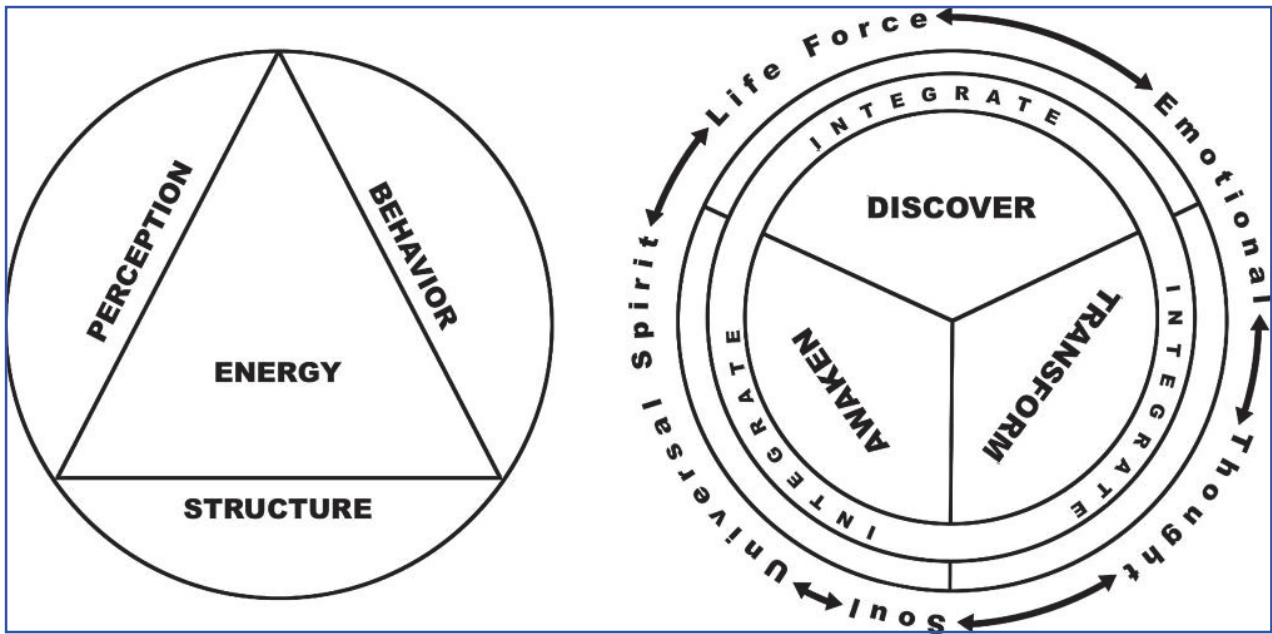 PERCEPTION
BEHAVIOR
ENERGY
STRUCTURE
Life Force
Emotional
Thought
Soul
Universal Spirit
INTEGRATE
INTEGRATE
INTEGRATE
DISCOVER
TRANSFORM
AWAKEN